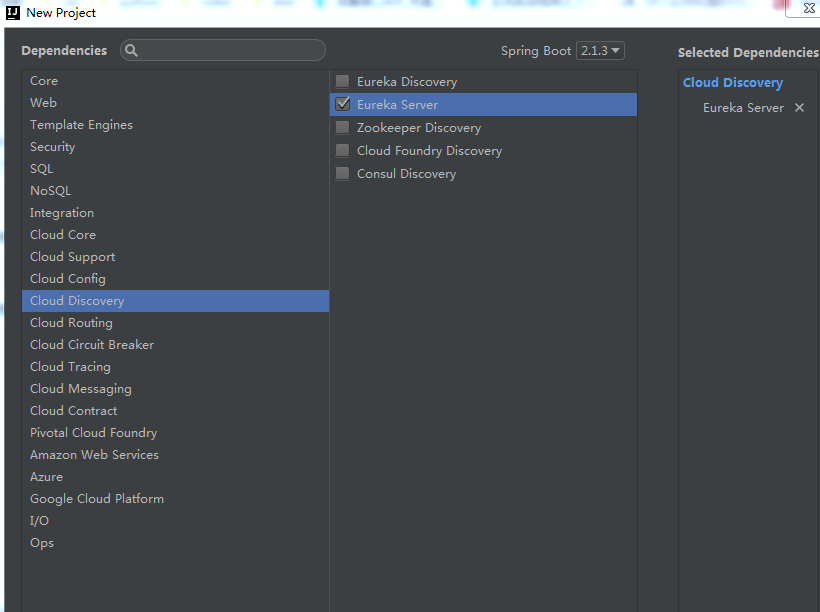 IJ New Project
Dependencies
Spring Boot 2.1.3
Selected Dependencies
Core
Web
Template Engines
Security
SQL
NoSQL
Integration
Cloud Core
Cloud Support
Cloud Config
Cloud Discovery
Cloud Routing
Cloud Circuit Breaker
Cloud Tracing
Cloud Messaging
Cloud Contract
Pivotal Cloud Foundry
Amazon Web Services
Azure
Google Cloud Platform
I/O
Ops
Eureka Discovery
Eureka Server
Zookeeper Discovery
Cloud Foundry Discovery
Consul Discovery
Cloud Discovery
Eureka Server